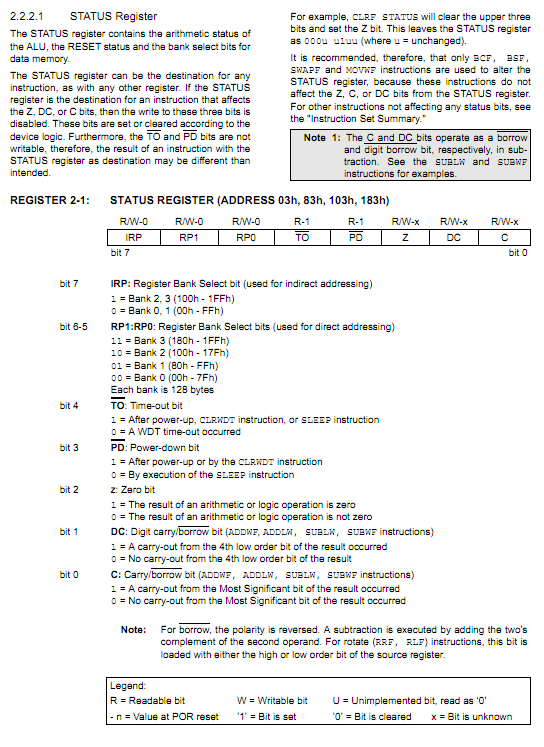 2.2.2.1 STATUS Register
The STATUS register contains the arithmetic status of
the ALU, the RESET status and the bank select bits for
data memory.
The STATUS register can be the destination for any
instruction, as with any other register. If the STATUS
register is the destination for an instruction that affects
the Z, DC, or C bits, then the write to these three bits is
disabled. These bits are set or cleared according to the
device logic. Furthermore, the TO and PD bits are not
writable, therefore, the result of an instruction with the
STATUS register as destination may be different than
intended.
For example, CLRF STATUS will clear the upper three
bits and set the Z bit. This leaves the STATUS register
as 000u u1uu (where u = unchanged).
It is recommended, therefore, that only BCF, BSF,
SWAPF and MOVWF instructions are used to alter the
STATUS register, because these instructions do not
affect the Z, C, or DC bits from the STATUS register.
For other instructions not affecting any status bits, see
the "Instruction Set Summary."
Note 1: The C and DC bits operate as a borrow
and digit borrow bit, respectively, in sub-
traction. See the SUBLW and SUBWF
instructions for examples.
REGISTER 2-1: STATUS REGISTER (ADDRESS 03h, 83h, 103h, 183h)
R/W-0 R/W-0 R/W-0 R-1 R-1 R/W-x R/W-x R/W-x
IRP RP1 RP0 TO PD Z DC C
bit 7 bit 0
bit 7 IRP: Register Bank Select bit (used for indirect addressing)
1 = Bank 2, 3 (100h - 1FFh)
0 = Bank 0, 1 (00h - FFh)
bit 6-5 RP1:RP0: Register Bank Select bits (used for direct addressing)
11 = Bank 3 (180h - 1FFh)
10 = Bank 2 (100h - 17Fh)
01 = Bank 1 (80h - FFh)
00 = Bank 0 (00h - 7Fh)
Each bank is 128 bytes
bit 4 TO: Time-out bit
1 = After power-up, CLRWDT instruction, or SLEEP instruction
0 = A WDT time-out occurred
bit 3 PD: Power-down bit
1 = After power-up or by the CLRWDT instruction
0 = By execution of the SLEEP instruction
bit 2 z: Zero bit
1 = The result of an arithmetic or logic operation is zero
0 = The result of an arithmetic or logic operation is not zero
bit 1 DC: Digit carry/borrow bit (ADDWF, ADDLW, SUBLW, SUBWF instructions)
1 = A carry-out from the 4th low order bit of the result occurred
0 = No carry-out from the 4th low order bit of the result
bit 0 C: Carry/borrow bit (ADDWF, ADDLW, SUBLW, SUBWF instructions)
1 = A carry-out from the Most Significant bit of the result occurred
0 = No carry-out from the Most Significant bit of the result occurred
Note: For borrow, the polarity is reversed. A subtraction is executed by adding the two's
complement of the second operand. For rotate (RRF, RLF) instructions, this bit is
loaded with either the high or low order bit of the source register.
Legend:
R = Readable bit W = Writable bit U = Unimplemented bit, read as '0'
- n = Value at POR reset '1' = Bit is set '0' = Bit is cleared x = Bit is unknown